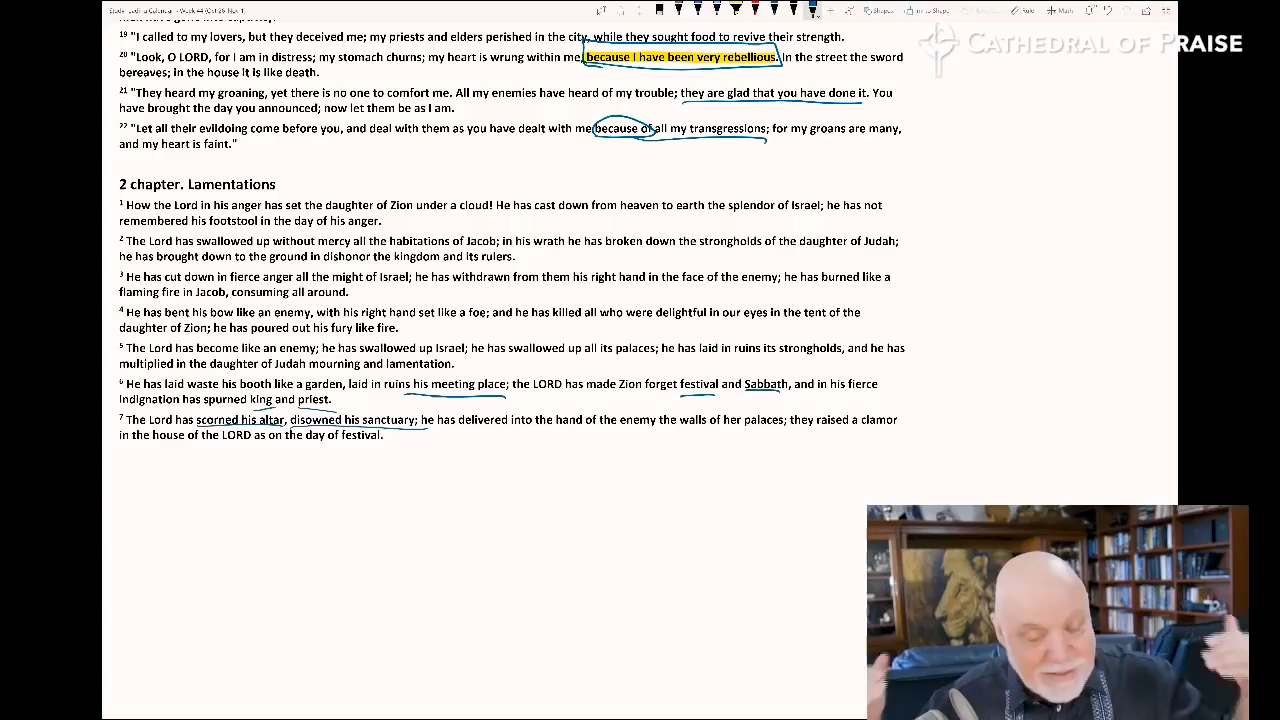 Study Reading Calendar - Week 44 (Oct 26, Nov 1)
Shapes
Ink to Shape
Rule
Math
CATHEDRAL OF PRAISE
19 "I called to my lovers, but they deceived me; my priests and elders perished in the city, while they sought food to revive their strength.
20 "Look, O LORD, for I am in distress; my stomach churns; my heart is wrung within me, because I have been very rebellious. In the street the sword
bereaves; in the house it is like death.
21 "They heard my groaning, yet there is no one to comfort me. All my enemies have heard of my trouble; they are glad that you have done it. You
have brought the day you announced; now let them be as I am.
22 "Let all their evildoing come before you, and deal with them as you have dealt with me because of all my transgressions; for my groans are many,
and my heart is faint."
2 chapter. Lamentations
1 How the Lord in his anger has set the daughter of Zion under a cloud! He has cast down from heaven to earth the splendor of Israel; he has not
remembered his footstool in the day of his anger.
2 The Lord has swallowed up without mercy all the habitations of Jacob; in his wrath he has broken down the strongholds of the daughter of Judah;
he has brought down to the ground in dishonor the kingdom and its rulers.
3 He has cut down in fierce anger all the might of Israel; he has withdrawn from them his right hand in the face of the enemy; he has burned like a
flaming fire in Jacob, consuming all around.
4 He has bent his bow like an enemy, with his right hand set like a foe; and he has killed all who were delightful in our eyes in the tent of the
daughter of Zion; he has poured out his fury like fire.
5 The Lord has become like an enemy; he has swallowed up Israel; he has swallowed up all its palaces; he has laid in ruins its strongholds, and he has
multiplied in the daughter of Judah mourning and lamentation.
6 He has laid waste his booth like a garden, laid in ruins his meeting place; the LORD has made Zion forget festival and Sabbath, and in his fierce
indignation has spurned king and priest.
7 The Lord has scorned his altar, disowned his sanctuary; he has delivered into the hand of the enemy the walls of her palaces; they raised a clamor
in the house of the LORD as on the day of festival.